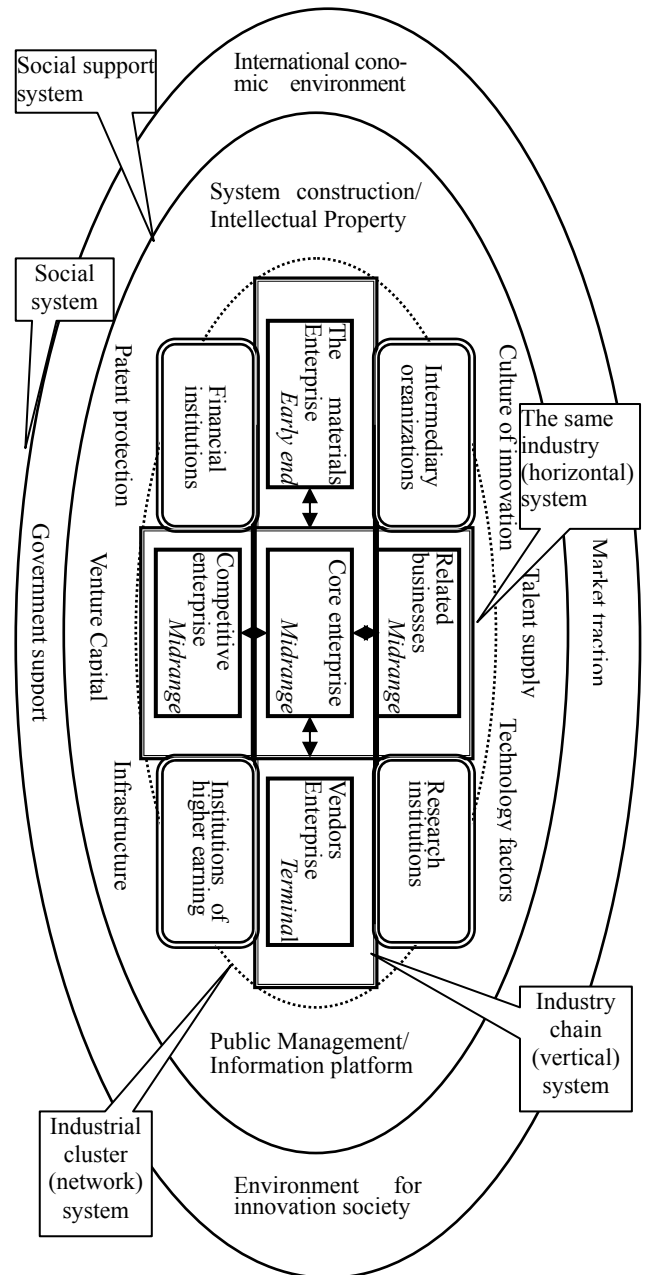 International cono-
mic environment
Social support
system
System construction/
Intellectual Property
Social
system
Patent protection
Financial
institutions
The materials
Enterprise
Early end
Intermediary
organizations
Culture of innovation
The same
industry
(horizontal)
system
Government support
Venture Capital
Competitive
enterprise
Midrange
Core enterprise
Midrange
Related
businesses
Midrange
Talent supply
Market traction
Infrastructure
Institutions of
higher earning
Vendors
Enterprise
Terminal
Research
institutions
Technology factors
Public Management/
Information platform
Industry
chain
(vertical)
system
Industrial
cluster
(network)
system
Environment for
innovation society